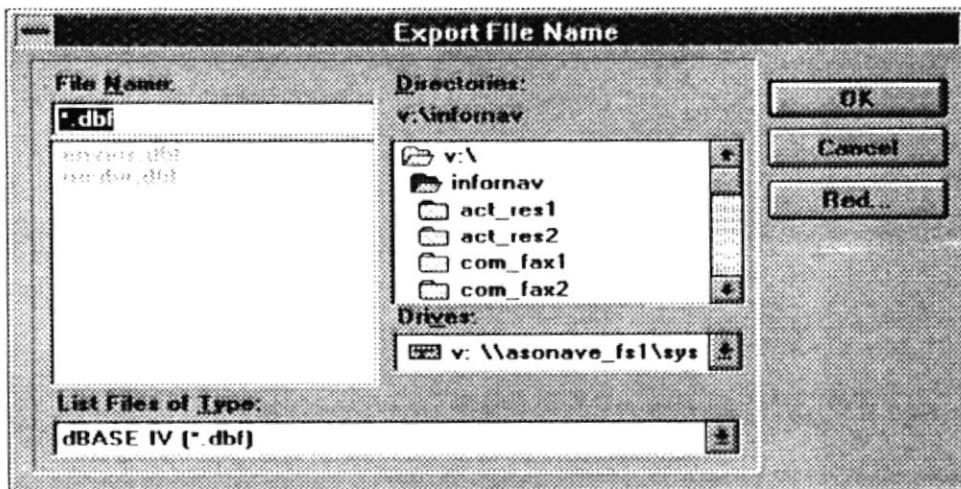 Export File Name
File Name:
*.dbf
Directories:
v:\infornav
v:\
infornav
act_res1
act_res2
com_fax1
com_fax2
Drives:
v: \\asonave_fs1\sys
List Files of Type:
dBASE IV (*.dbf)
OK
Cancel
Red...